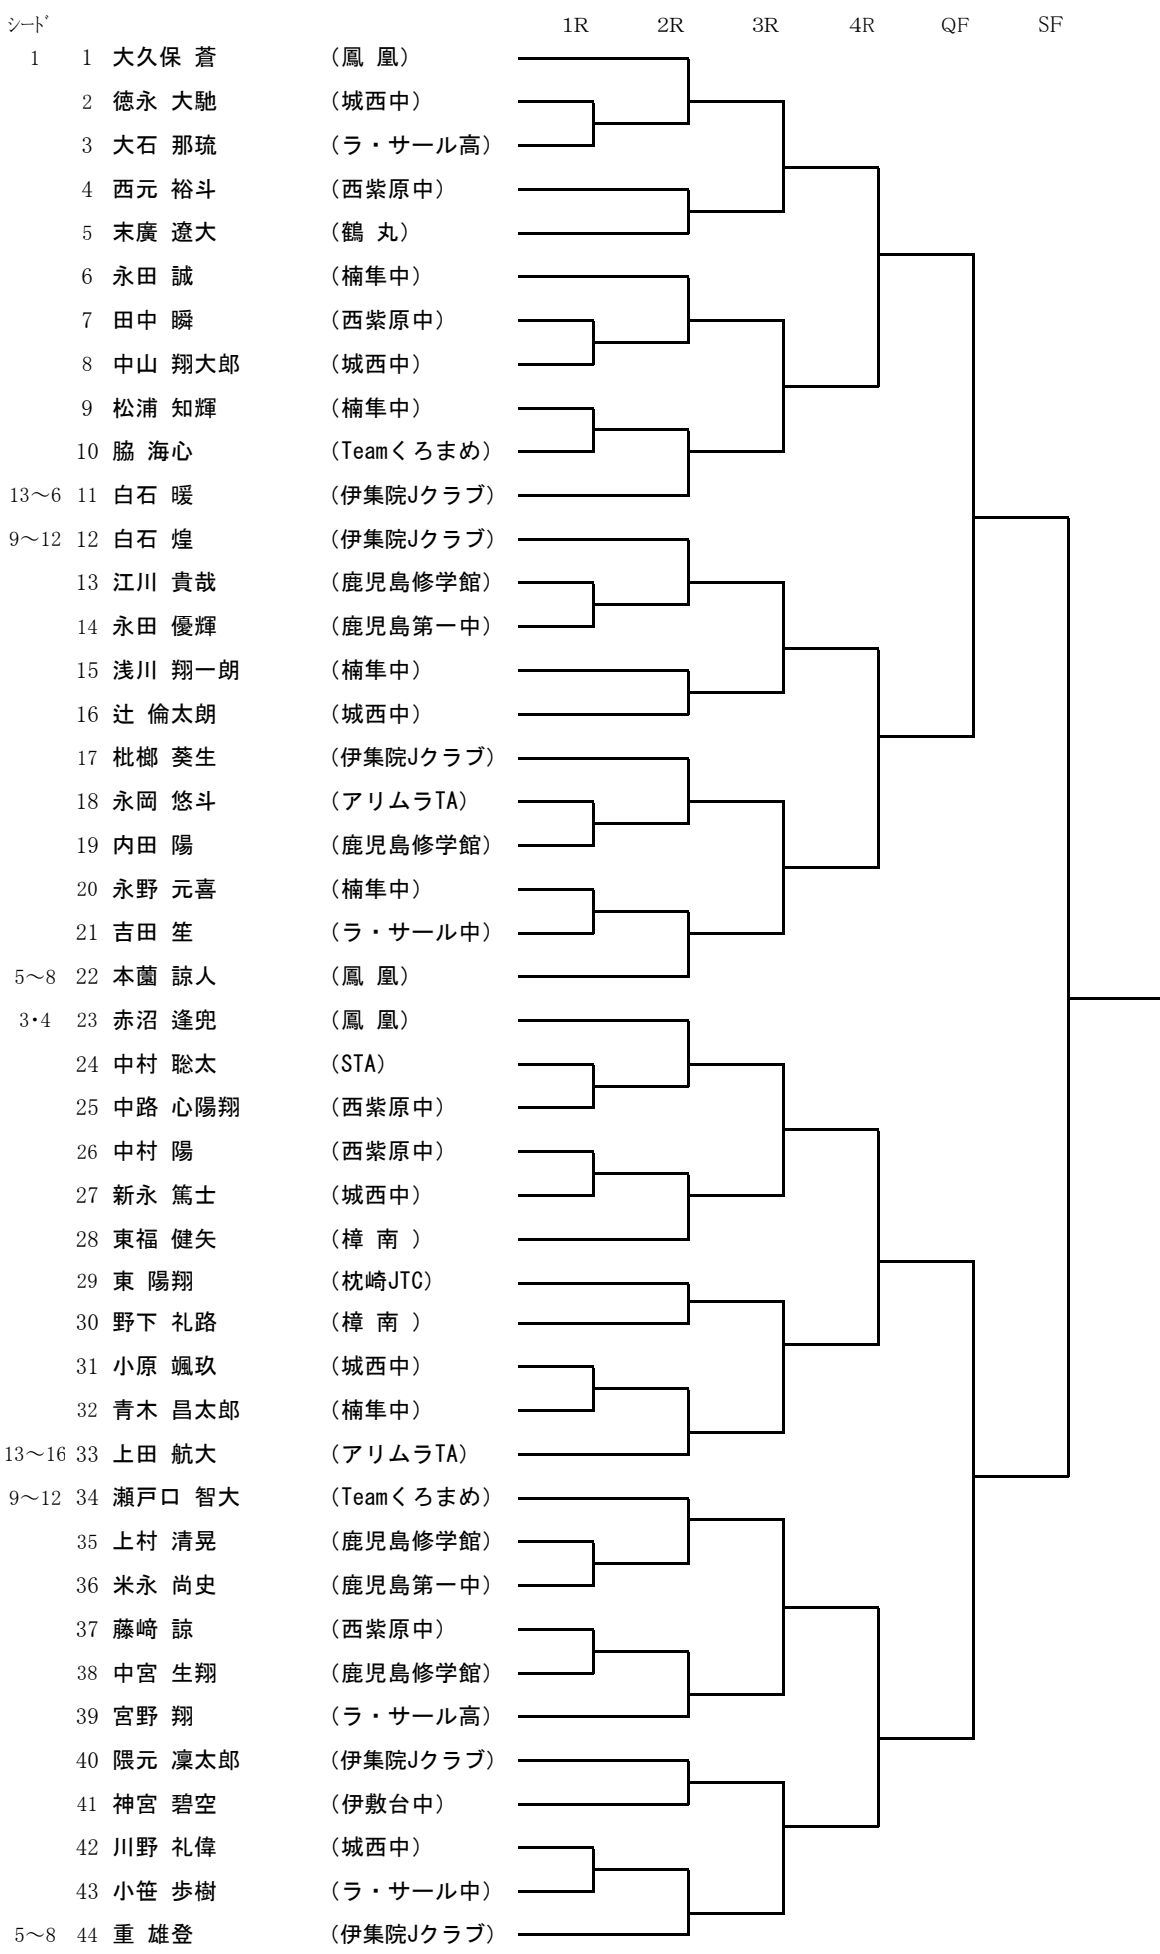 シード 1R 2R 3R 4R QF SF
1 1 大久保 蒼 (鳳 凰)
2 徳永 大馳 (城西中)
3 大石 那琉 (ラ・サール高)
4 西元 裕斗 (西紫原中)
5 末廣 遼大 (鶴 丸)
6 永田 誠 (楠隼中)
7 田中 瞬 (西紫原中)
8 中山 翔大郎 (城西中)
9 松浦 知輝 (楠隼中)
10 脇 海心 (Teamくろまめ)
13～6 11 白石 暖 (伊集院Jクラブ)
9～12 12 白石 煌 (伊集院Jクラブ)
13 江川 貴哉 (鹿児島修学館)
14 永田 優輝 (鹿児島第一中)
15 浅川 翔一朗 (楠隼中)
16 辻 倫太朗 (城西中)
17 枇榔 葵生 (伊集院Jクラブ)
18 永岡 悠斗 (アリムラTA)
19 内田 陽 (鹿児島修学館)
20 永野 元喜 (楠隼中)
21 吉田 笙 (ラ・サール中)
5～8 22 本薗 諒人 (鳳 凰)
3・4 23 赤沼 逢兜 (鳳 凰)
24 中村 聡太 (STA)
25 中路 心陽翔 (西紫原中)
26 中村 陽 (西紫原中)
27 新永 篤士 (城西中)
28 東福 健矢 (樟 南 )
29 東 陽翔 (枕崎JTC)
30 野下 礼路 (樟 南 )
31 小原 颯玖 (城西中)
32 青木 昌太郎 (楠隼中)
13～16 33 上田 航大 (アリムラTA)
9～12 34 瀬戸口 智大 (Teamくろまめ)
35 上村 清晃 (鹿児島修学館)
36 米永 尚史 (鹿児島第一中)
37 藤﨑 諒 (西紫原中)
38 中宮 生翔 (鹿児島修学館)
39 宮野 翔 (ラ・サール高)
40 隈元 凜太郎 (伊集院Jクラブ)
41 神宮 碧空 (伊敷台中)
42 川野 礼偉 (城西中)
43 小笹 歩樹 (ラ・サール中)
5～8 44 重 雄登 (伊集院Jクラブ)